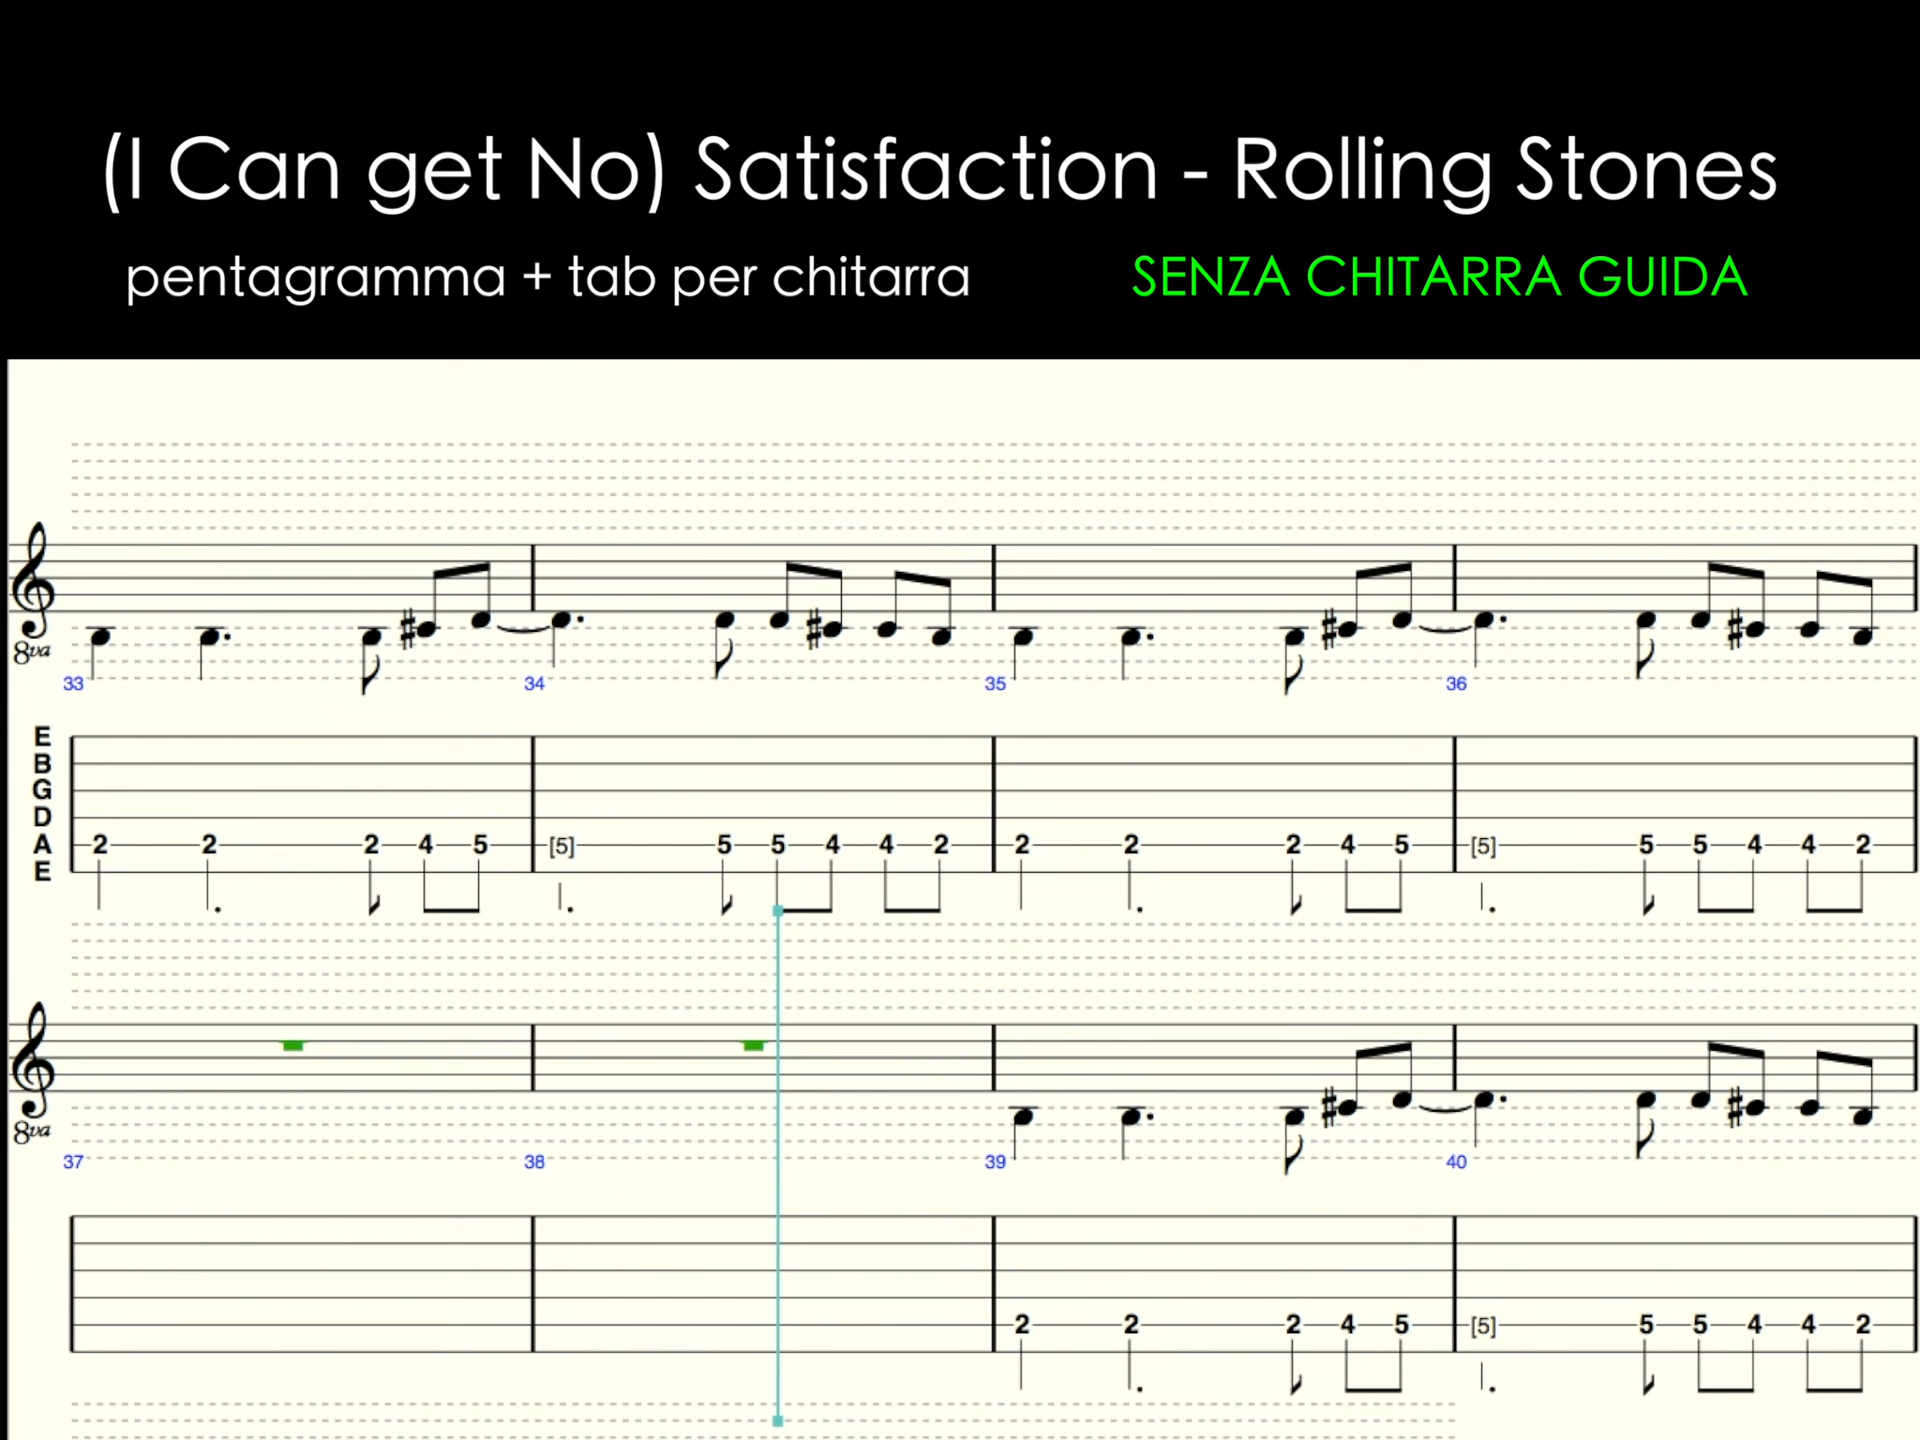 (I Can get No) Satisfaction - Rolling Stones
pentagramma + tab per chitarra SENZA CHITARRA GUIDA
8va
33 34 35 36
E
B
G
D
A 2 2 2 4 5 [5] 5 5 4 4 2 2 2 2 4 5 [5] 5 5 4 4 2
E
8va
37 38 39 40
2 2 2 4 5 [5] 5 5 4 4 2